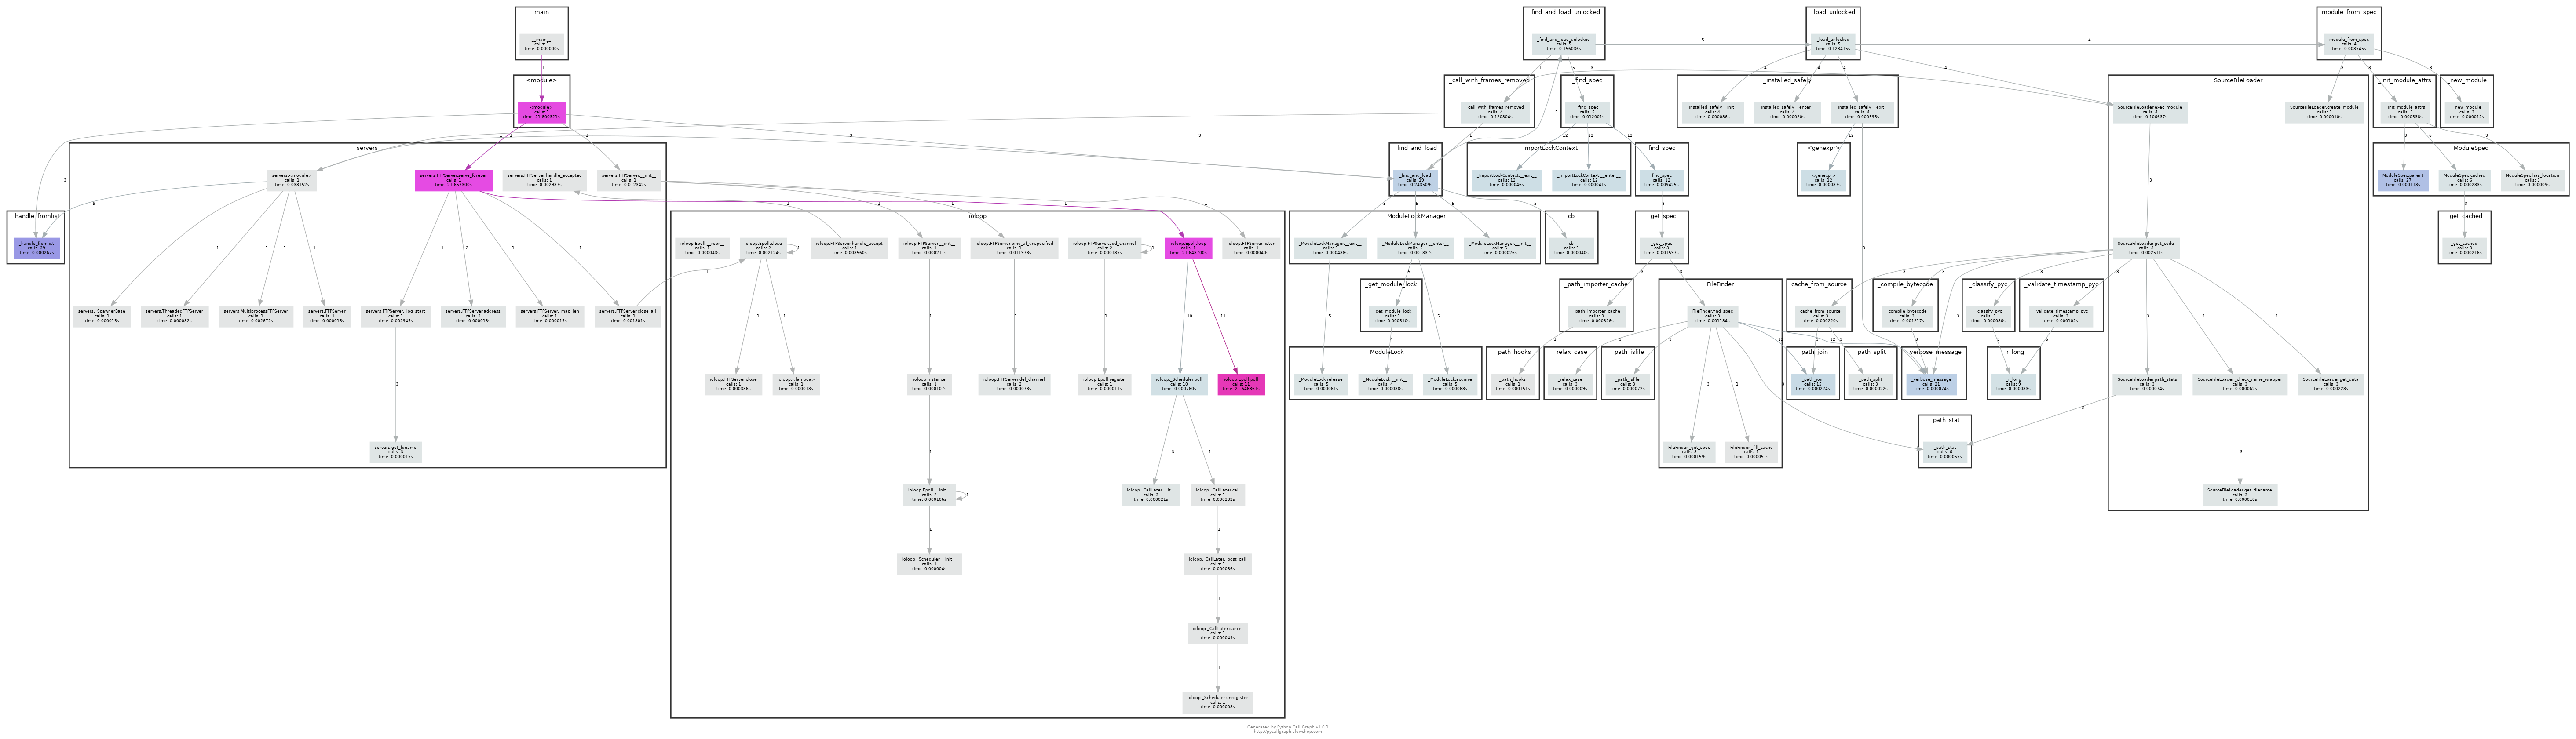 __main__
__main__
calls: 1
time: 0.000000s
1
<module>
<module>
calls: 1
time: 21.800322s
_find_and_load_unlocked
_find_and_load_unlocked
calls: 5
time: 0.156036s
5
_load_unlocked
_load_unlocked
calls: 5
time: 0.123415s
4
module_from_spec
module_from_spec
calls: 4
time: 0.003545s
_call_with_frames_removed
_call_with_frames_removed
calls: 4
time: 0.120304s
_find_spec
_find_spec
calls: 5
time: 0.012001s
_installed_safely
_installed_safely.__init__
calls: 4
time: 0.000036s
_installed_safely.__enter__
calls: 4
time: 0.000020s
_installed_safely.__exit__
calls: 4
time: 0.000595s
SourceFileLoader
SourceFileLoader.exec_module
calls: 4
time: 0.106637s
SourceFileLoader.create_module
calls: 3
time: 0.000010s
_init_module_attrs
_init_module_attrs
calls: 3
time: 0.000538s
_new_module
_new_module
calls: 3
time: 0.000012s
servers
servers.<module>
calls: 1
time: 0.038152s
servers.FTPServer.serve_forever
calls: 1
servers.FTPServer.handle_accepted
calls: 1
time: 0.002937s
servers.FTPServer.__init__
calls: 1
time: 0.012342s
_find_and_load
_find_and_load
calls: 19
time: 0.243509s
_ImportLockContext
_ImportLockContext.__exit__
calls: 12
time: 0.000046s
_ImportLockContext.__enter__
calls: 12
time: 0.000041s
find_spec
find_spec
calls: 12
time: 0.009425s
<genexpr>
<genexpr>
calls: 12
time: 0.000037s
ModuleSpec
ModuleSpec.parent
calls: 27
time: 0.000113s
ModuleSpec.cached
calls: 6
time: 0.000283s
ModuleSpec.has_location
calls: 3
time: 0.000009s
_handle_fromlist
_handle_fromlist
calls: 39
time: 0.000267s
ioloop
ioloop.Epoll.__repr__
calls: 1
time: 0.000043s
ioloop.Epoll.close
calls: 2
time: 0.002124s
ioloop.FTPServer.handle_accept
calls: 1
time: 0.003560s
ioloop.FTPServer.__init__
calls: 1
time: 0.000211s
ioloop.FTPServer.bind_af_unspecified
calls: 1
time: 0.011978s
ioloop.FTPServer.add_channel
calls: 2
time: 0.000135s
ioloop.Epoll.loop
calls: 1
ioloop.FTPServer.listen
calls: 1
time: 0.000040s
_ModuleLockManager
_ModuleLockManager.__exit__
calls: 5
time: 0.000438s
_ModuleLockManager.__enter__
calls: 5
time: 0.001337s
_ModuleLockManager.__init__
calls: 5
time: 0.000026s
cb
cb
calls: 5
time: 0.000040s
_get_spec
_get_spec
calls: 3
time: 0.001597s
SourceFileLoader.get_code
calls: 3
time: 0.002511s
_get_cached
_get_cached
calls: 3
time: 0.000216s
servers._SpawnerBase
calls: 1
time: 0.000015s
servers.ThreadedFTPServer
calls: 1
time: 0.000082s
servers.MultiprocessFTPServer
calls: 1
time: 0.002672s
servers.FTPServer
calls: 1
time: 0.000015s
servers.FTPServer._log_start
calls: 1
time: 0.002945s
servers.FTPServer.address
calls: 2
time: 0.000013s
servers.FTPServer._map_len
calls: 1
time: 0.000015s
servers.FTPServer.close_all
calls: 1
time: 0.001301s
_get_module_lock
_get_module_lock
calls: 5
time: 0.000510s
_path_importer_cache
_path_importer_cache
calls: 3
time: 0.000326s
FileFinder
FileFinder.find_spec
calls: 3
time: 0.001134s
cache_from_source
cache_from_source
calls: 3
time: 0.000220s
_compile_bytecode
_compile_bytecode
calls: 3
time: 0.001217s
_classify_pyc
_classify_pyc
calls: 3
time: 0.000086s
_validate_timestamp_pyc
_validate_timestamp_pyc
calls: 3
time: 0.000102s
ioloop.FTPServer.close
calls: 1
time: 0.000336s
ioloop.<lambda>
calls: 1
time: 0.000013s
ioloop.instance
calls: 1
time: 0.000107s
ioloop.FTPServer.del_channel
calls: 2
time: 0.000078s
ioloop.Epoll.register
calls: 1
time: 0.000011s
ioloop._Scheduler.poll
calls: 10
time: 0.000760s
ioloop.Epoll.poll
calls: 11
_ModuleLock
_ModuleLock.release
calls: 5
time: 0.000061s
_ModuleLock.__init__
calls: 4
time: 0.000038s
_ModuleLock.acquire
calls: 5
time: 0.000068s
_path_hooks
_path_hooks
calls: 1
time: 0.000101s
_relax_case
_relax_case
calls: 3
time: 0.000009s
_path_isfile
_path_isfile
calls: 3
time: 0.000072s
_path_join
_path_join
calls: 15
time: 0.000224s
_path_split
_path_split
calls: 3
time: 0.000022s
_verbose_message
_verbose_message
calls: 21
time: 0.000074s
_r_long
_r_long
calls: 9
time: 0.000033s
SourceFileLoader.path_stats
calls: 3
time: 0.000074s
SourceFileLoader._check_name_wrapper
calls: 3
time: 0.000062s
SourceFileLoader.get_data
calls: 3
time: 0.000228s
servers.get_fqname
calls: 3
time: 0.000015s
FileFinder._get_spec
calls: 3
time: 0.000159s
FileFinder._fill_cache
calls: 1
time: 0.000051s
_path_stat
_path_stat
calls: 6
time: 0.000055s
ioloop.Epoll.__init__
calls: 2
time: 0.000106s
ioloop._CallLater.__lt__
calls: 3
time: 0.000021s
ioloop._CallLater.call
calls: 1
time: 0.000232s
SourceFileLoader.get_filename
calls: 3
time: 0.000010s
ioloop._Scheduler.__init__
calls: 1
time: 0.000004s
ioloop._CallLater._post_call
calls: 1
time: 0.000086s
ioloop._CallLater.cancel
calls: 1
time: 0.000049s
ioloop._Scheduler.unregister
calls: 1
time: 0.000008s
Generated by Python Call Graph v1.0.1
http://pycallgraph.slowchop.com